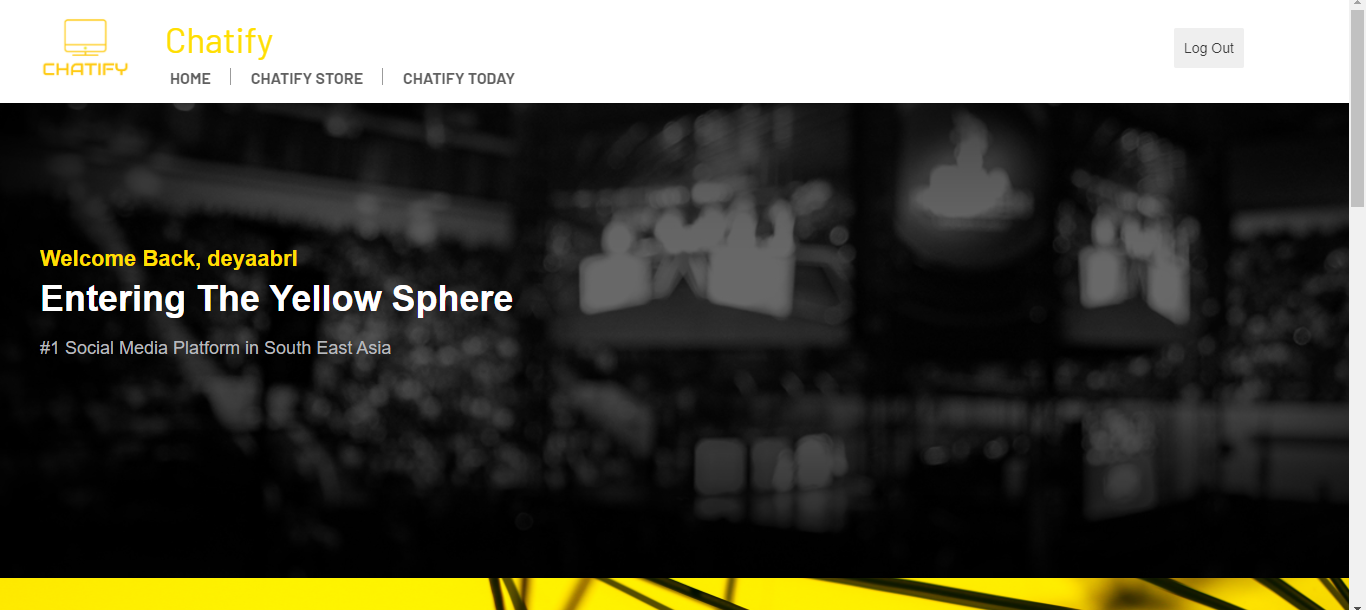 CHATIFY
Chatify
HOME
CHATIFY STORE
CHATIFY TODAY
Log Out
Welcome Back, deyaabrl
Entering The Yellow Sphere
#1 Social Media Platform in South East Asia